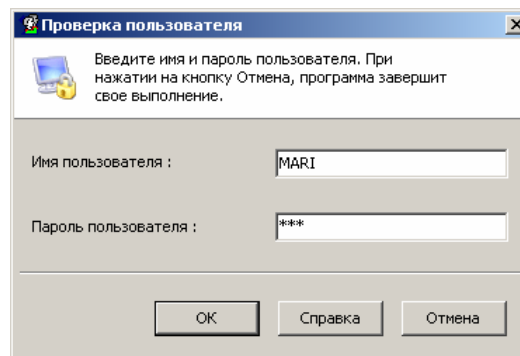 Проверка пользователя
Введите имя и пароль пользователя. При
нажатии на кнопку Отмена, программа завершит
свое выполнение.
Имя пользователя : MARI
Пароль пользователя : ***
ОК Справка Отмена